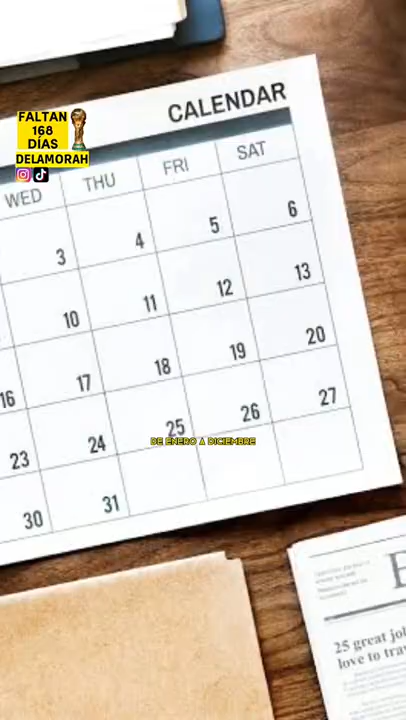 CALENDAR
FALTAN
168
DÍAS
DELAMORAH
WED THU FRI SAT
3 4 5 6
10 11 12 13
16 17 18 19 20
23 24 25 26 27
30 31
DE ENERO A DICIEMBRE
25 great jo
love to tra